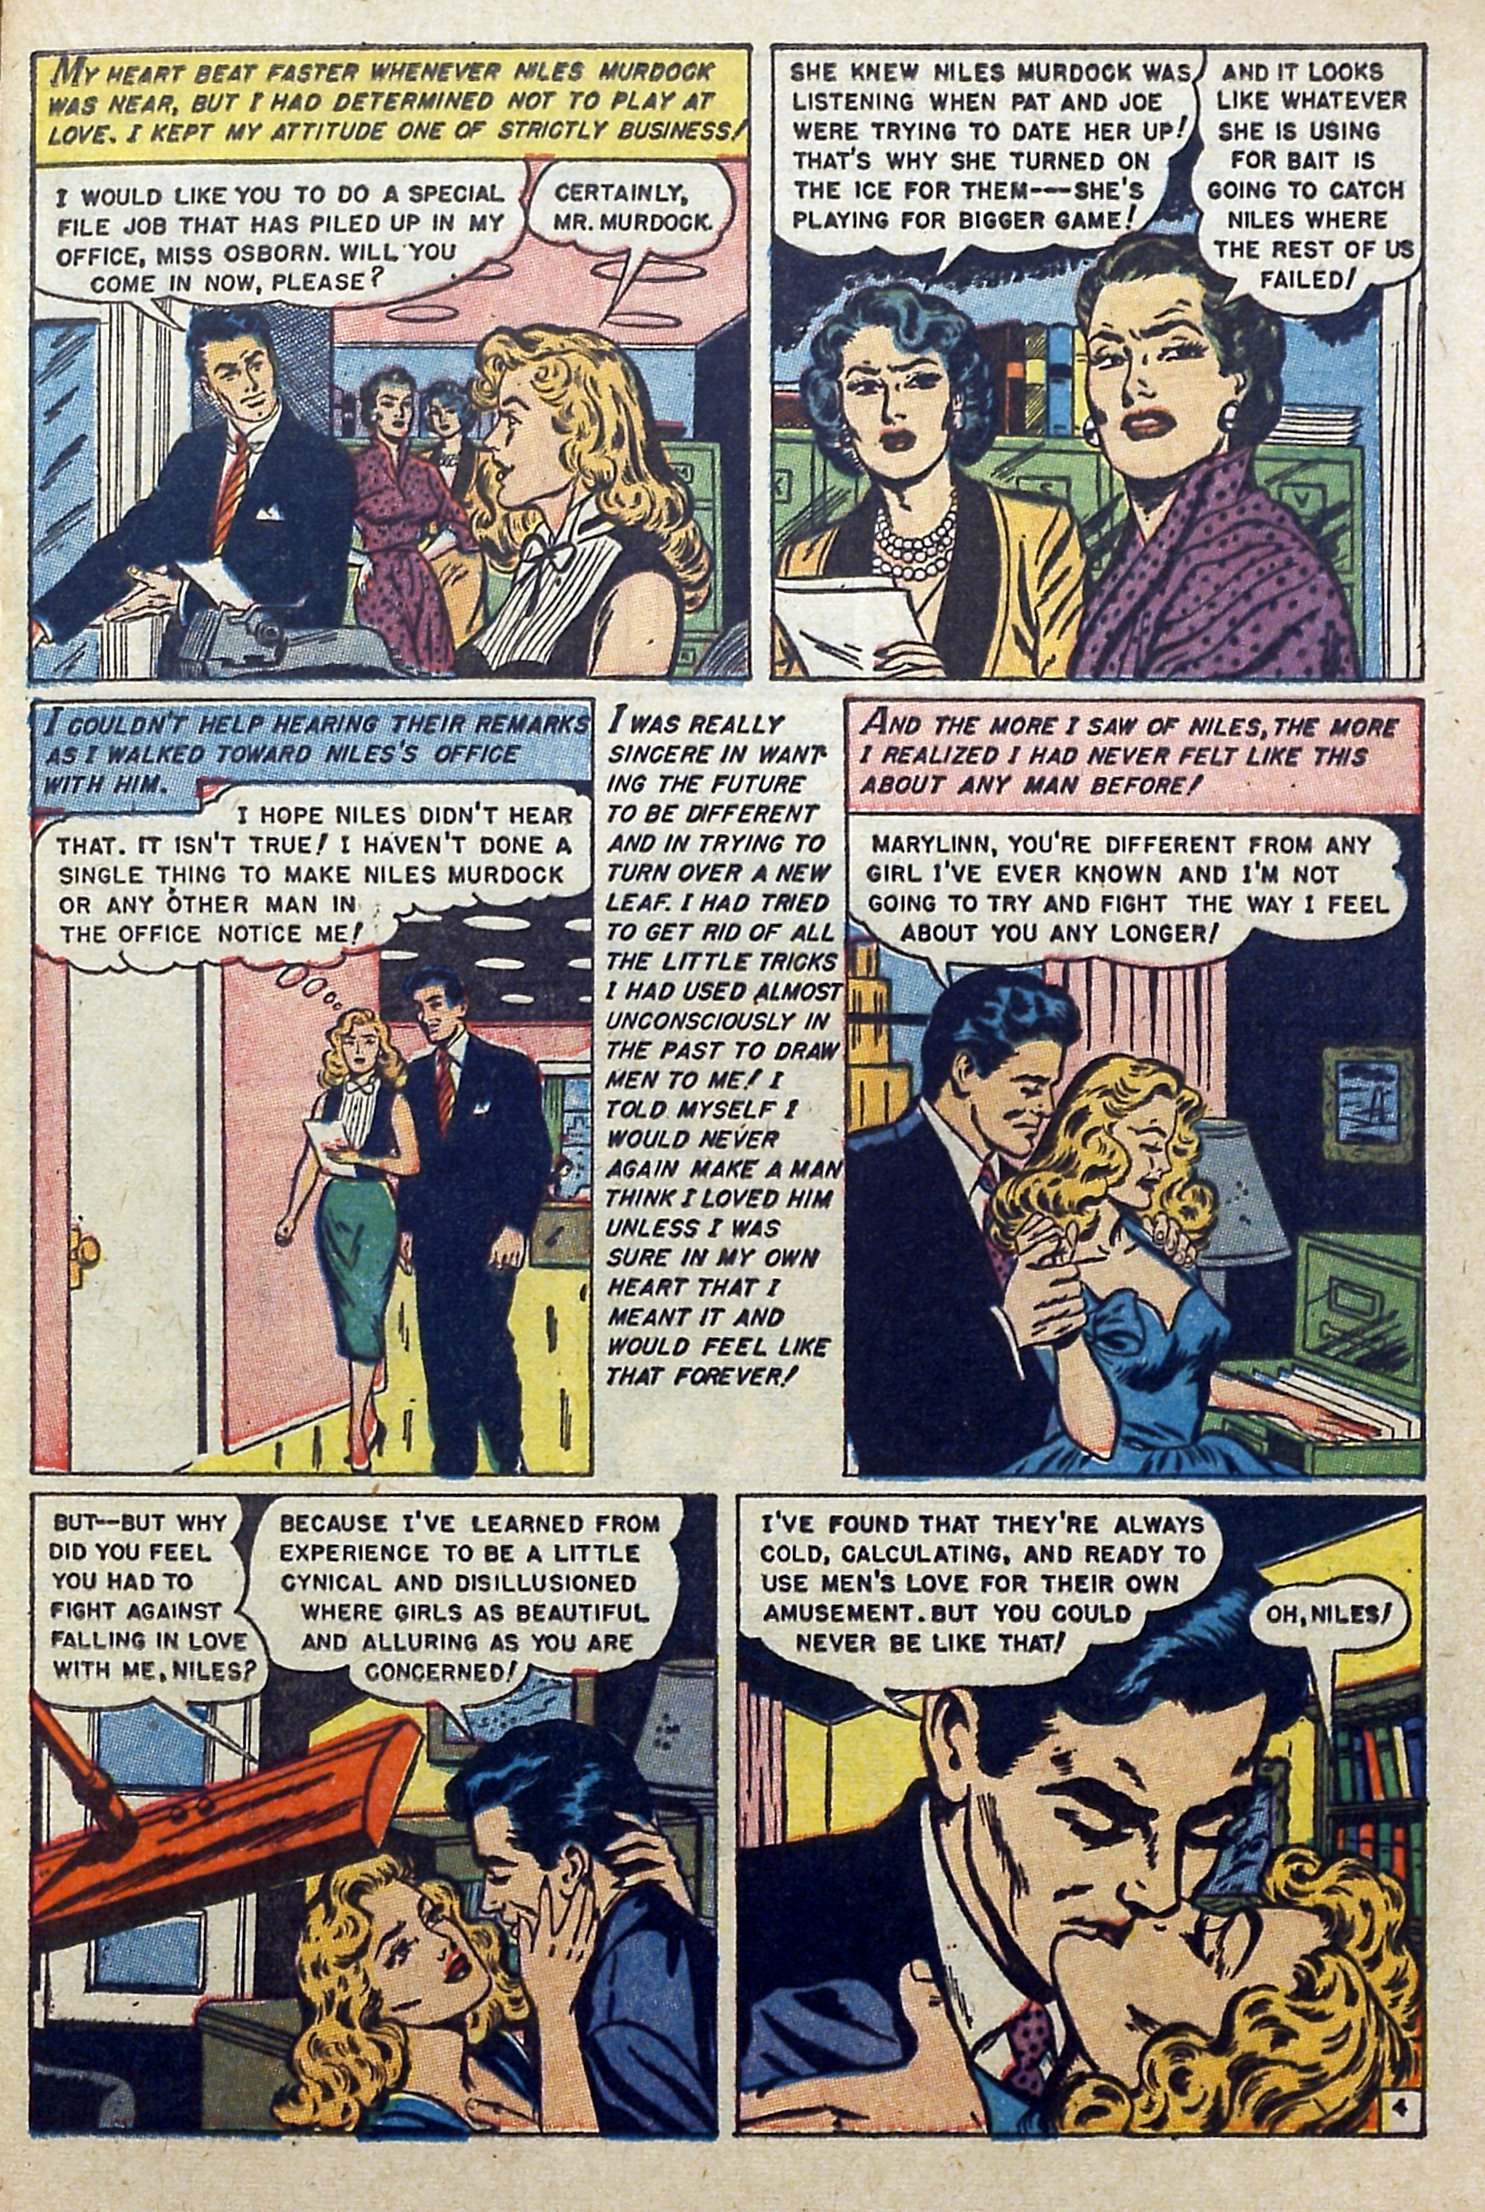 MY HEART BEAT FASTER WHENEVER NILES MURDOCK
WAS NEAR, BUT I HAD DETERMINED NOT TO PLAY AT
LOVE. I KEPT MY ATTITUDE ONE OF STRICTLY BUSINESS!
I WOULD LIKE YOU TO DO A SPECIAL
FILE JOB THAT HAS PILED UP IN MY
OFFICE, MISS OSBORN. WILL YOU
COME IN NOW, PLEASE?
CERTAINLY,
MR. MURDOCK.
M
SHE KNEW NILES MURDOCK WAS
LISTENING WHEN PAT AND JOE
WERE TRYING TO DATE HER UP!
THAT'S WHY SHE TURNED ON
THE ICE FOR THEM---SHE'S
PLAYING FOR BIGGER GAME!
AND IT LOOKS
LIKE WHATEVER
SHE IS USING
FOR BAIT IS
GOING TO CATCH
NILES WHERE
THE REST OF US
FAILED!
K
S
V
I COULDN'T HELP HEARING THEIR REMARKS
AS I WALKED TOWARD NILES'S OFFICE
WITH HIM.
I HOPE NILES DIDN'T HEAR
THAT. IT ISN'T TRUE! I HAVEN'T DONE A
SINGLE THING TO MAKE NILES MURDOCK
OR ANY OTHER MAN IN
THE OFFICE NOTICE ME!
I WAS REALLY
SINCERE IN WANT-
ING THE FUTURE
TO BE DIFFERENT
AND IN TRYING TO
TURN OVER A NEW
LEAF. I HAD TRIED
TO GET RID OF ALL
THE LITTLE TRICKS
I HAD USED ALMOST
UNCONSCIOUSLY IN
THE PAST TO DRAW
MEN TO ME! I
TOLD MYSELF I
WOULD NEVER
AGAIN MAKE A MAN
THINK I LOVED HIM
UNLESS I WAS
SURE IN MY OWN
HEART THAT I
MEANT IT AND
WOULD FEEL LIKE
THAT FOREVER!
AND THE MORE I SAW OF NILES, THE MORE
I REALIZED I HAD NEVER FELT LIKE THIS
ABOUT ANY MAN BEFORE!
MARYLINN, YOU'RE DIFFERENT FROM ANY
GIRL I'VE EVER KNOWN AND I'M NOT
GOING TO TRY AND FIGHT THE WAY I FEEL
ABOUT YOU ANY LONGER!
BUT--BUT WHY
DID YOU FEEL
YOU HAD TO
FIGHT AGAINST
FALLING IN LOVE
WITH ME, NILES?
BECAUSE I'VE LEARNED FROM
EXPERIENCE TO BE A LITTLE
CYNICAL AND DISILLUSIONED
WHERE GIRLS AS BEAUTIFUL
AND ALLURING AS YOU ARE
CONCERNED!
I'VE FOUND THAT THEY'RE ALWAYS
COLD, CALCULATING, AND READY TO
USE MEN'S LOVE FOR THEIR OWN
AMUSEMENT. BUT YOU COULD
NEVER BE LIKE THAT!
OH, NILES!
4